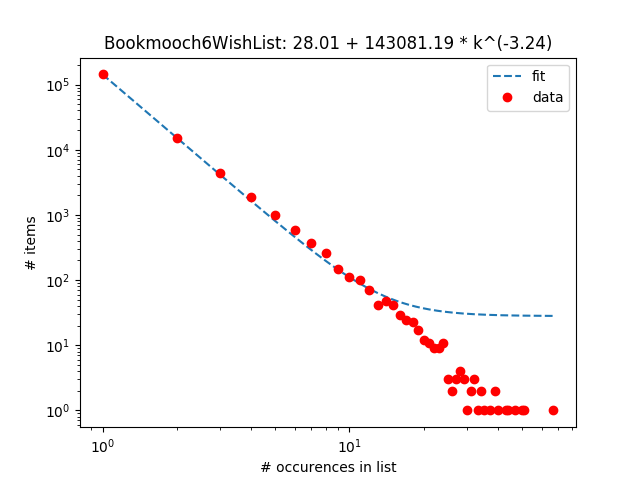 Bookmooch6WishList: 28.01 + 143081.19 * k^(-3.24)
fit
data
# items
10^5
10^4
10^3
10^2
10^1
10^0
10^0
10^1
# occurences in list